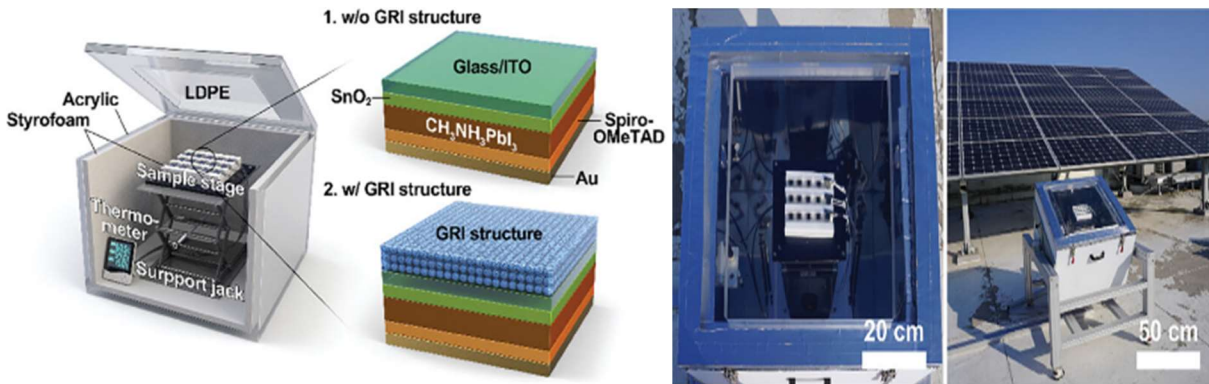 LDPE
Acrylic
Styrofoam
Sample stage
Thermo-
meter
Surpport jack
1. w/o GRI structure
Glass/ITO
SnO₂
CH₃NH₃PbI₃
Spiro-
OMeTAD
Au
2. w/ GRI structure
GRI structure
20 cm
50 cm